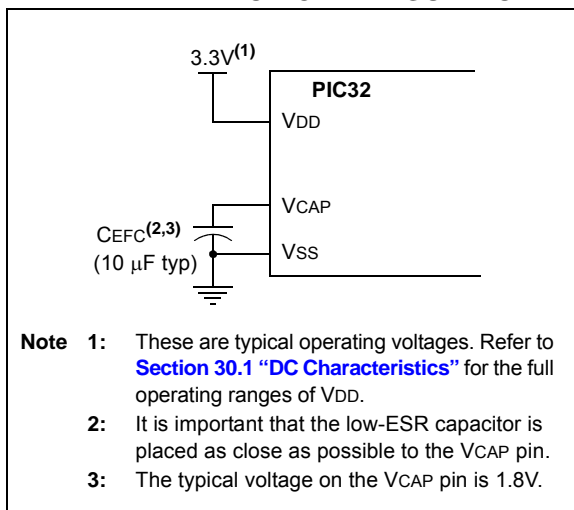 3.3V(1)
PIC32
VDD
VCAP
CEFC(2,3)
(10 μF typ)
VSS
Note 1: These are typical operating voltages. Refer to
Section 30.1 “DC Characteristics” for the full
operating ranges of VDD.
2: It is important that the low-ESR capacitor is
placed as close as possible to the VCAP pin.
3: The typical voltage on the VCAP pin is 1.8V.